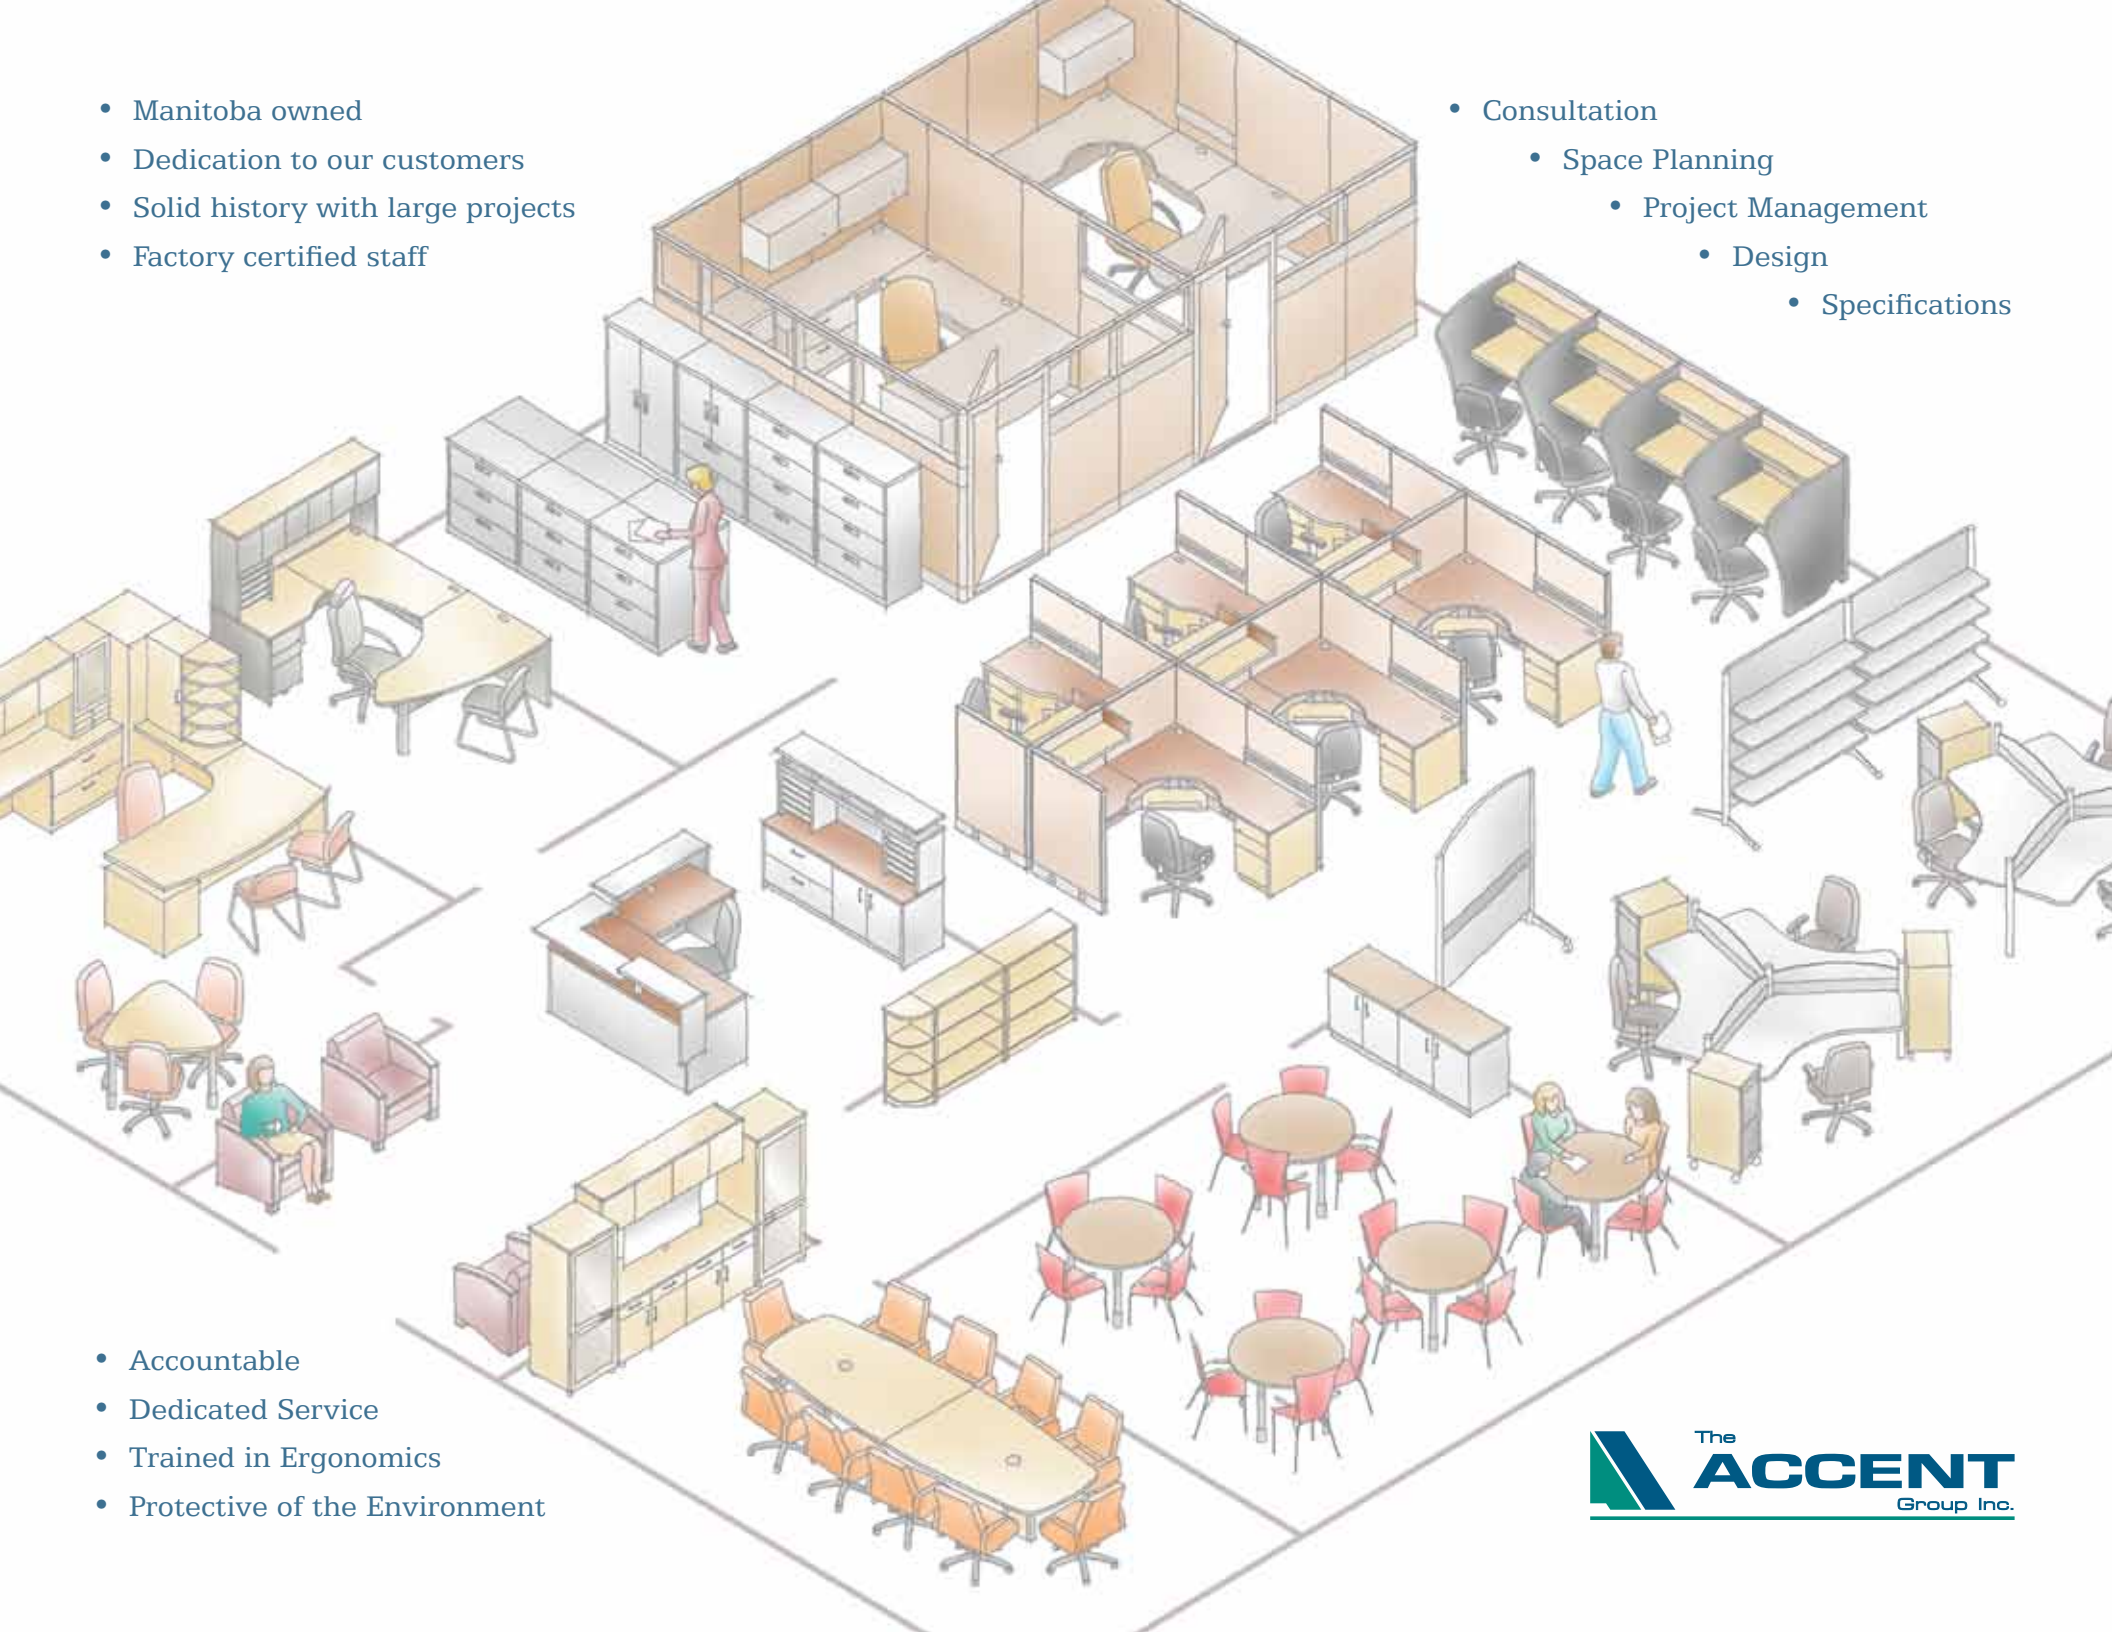 • Manitoba owned
• Dedication to our customers
• Solid history with large projects
• Factory certified staff
• Consultation
• Space Planning
• Project Management
• Design
• Specifications
• Accountable
• Dedicated Service
• Trained in Ergonomics
• Protective of the Environment
The
ACCENT
Group Inc.